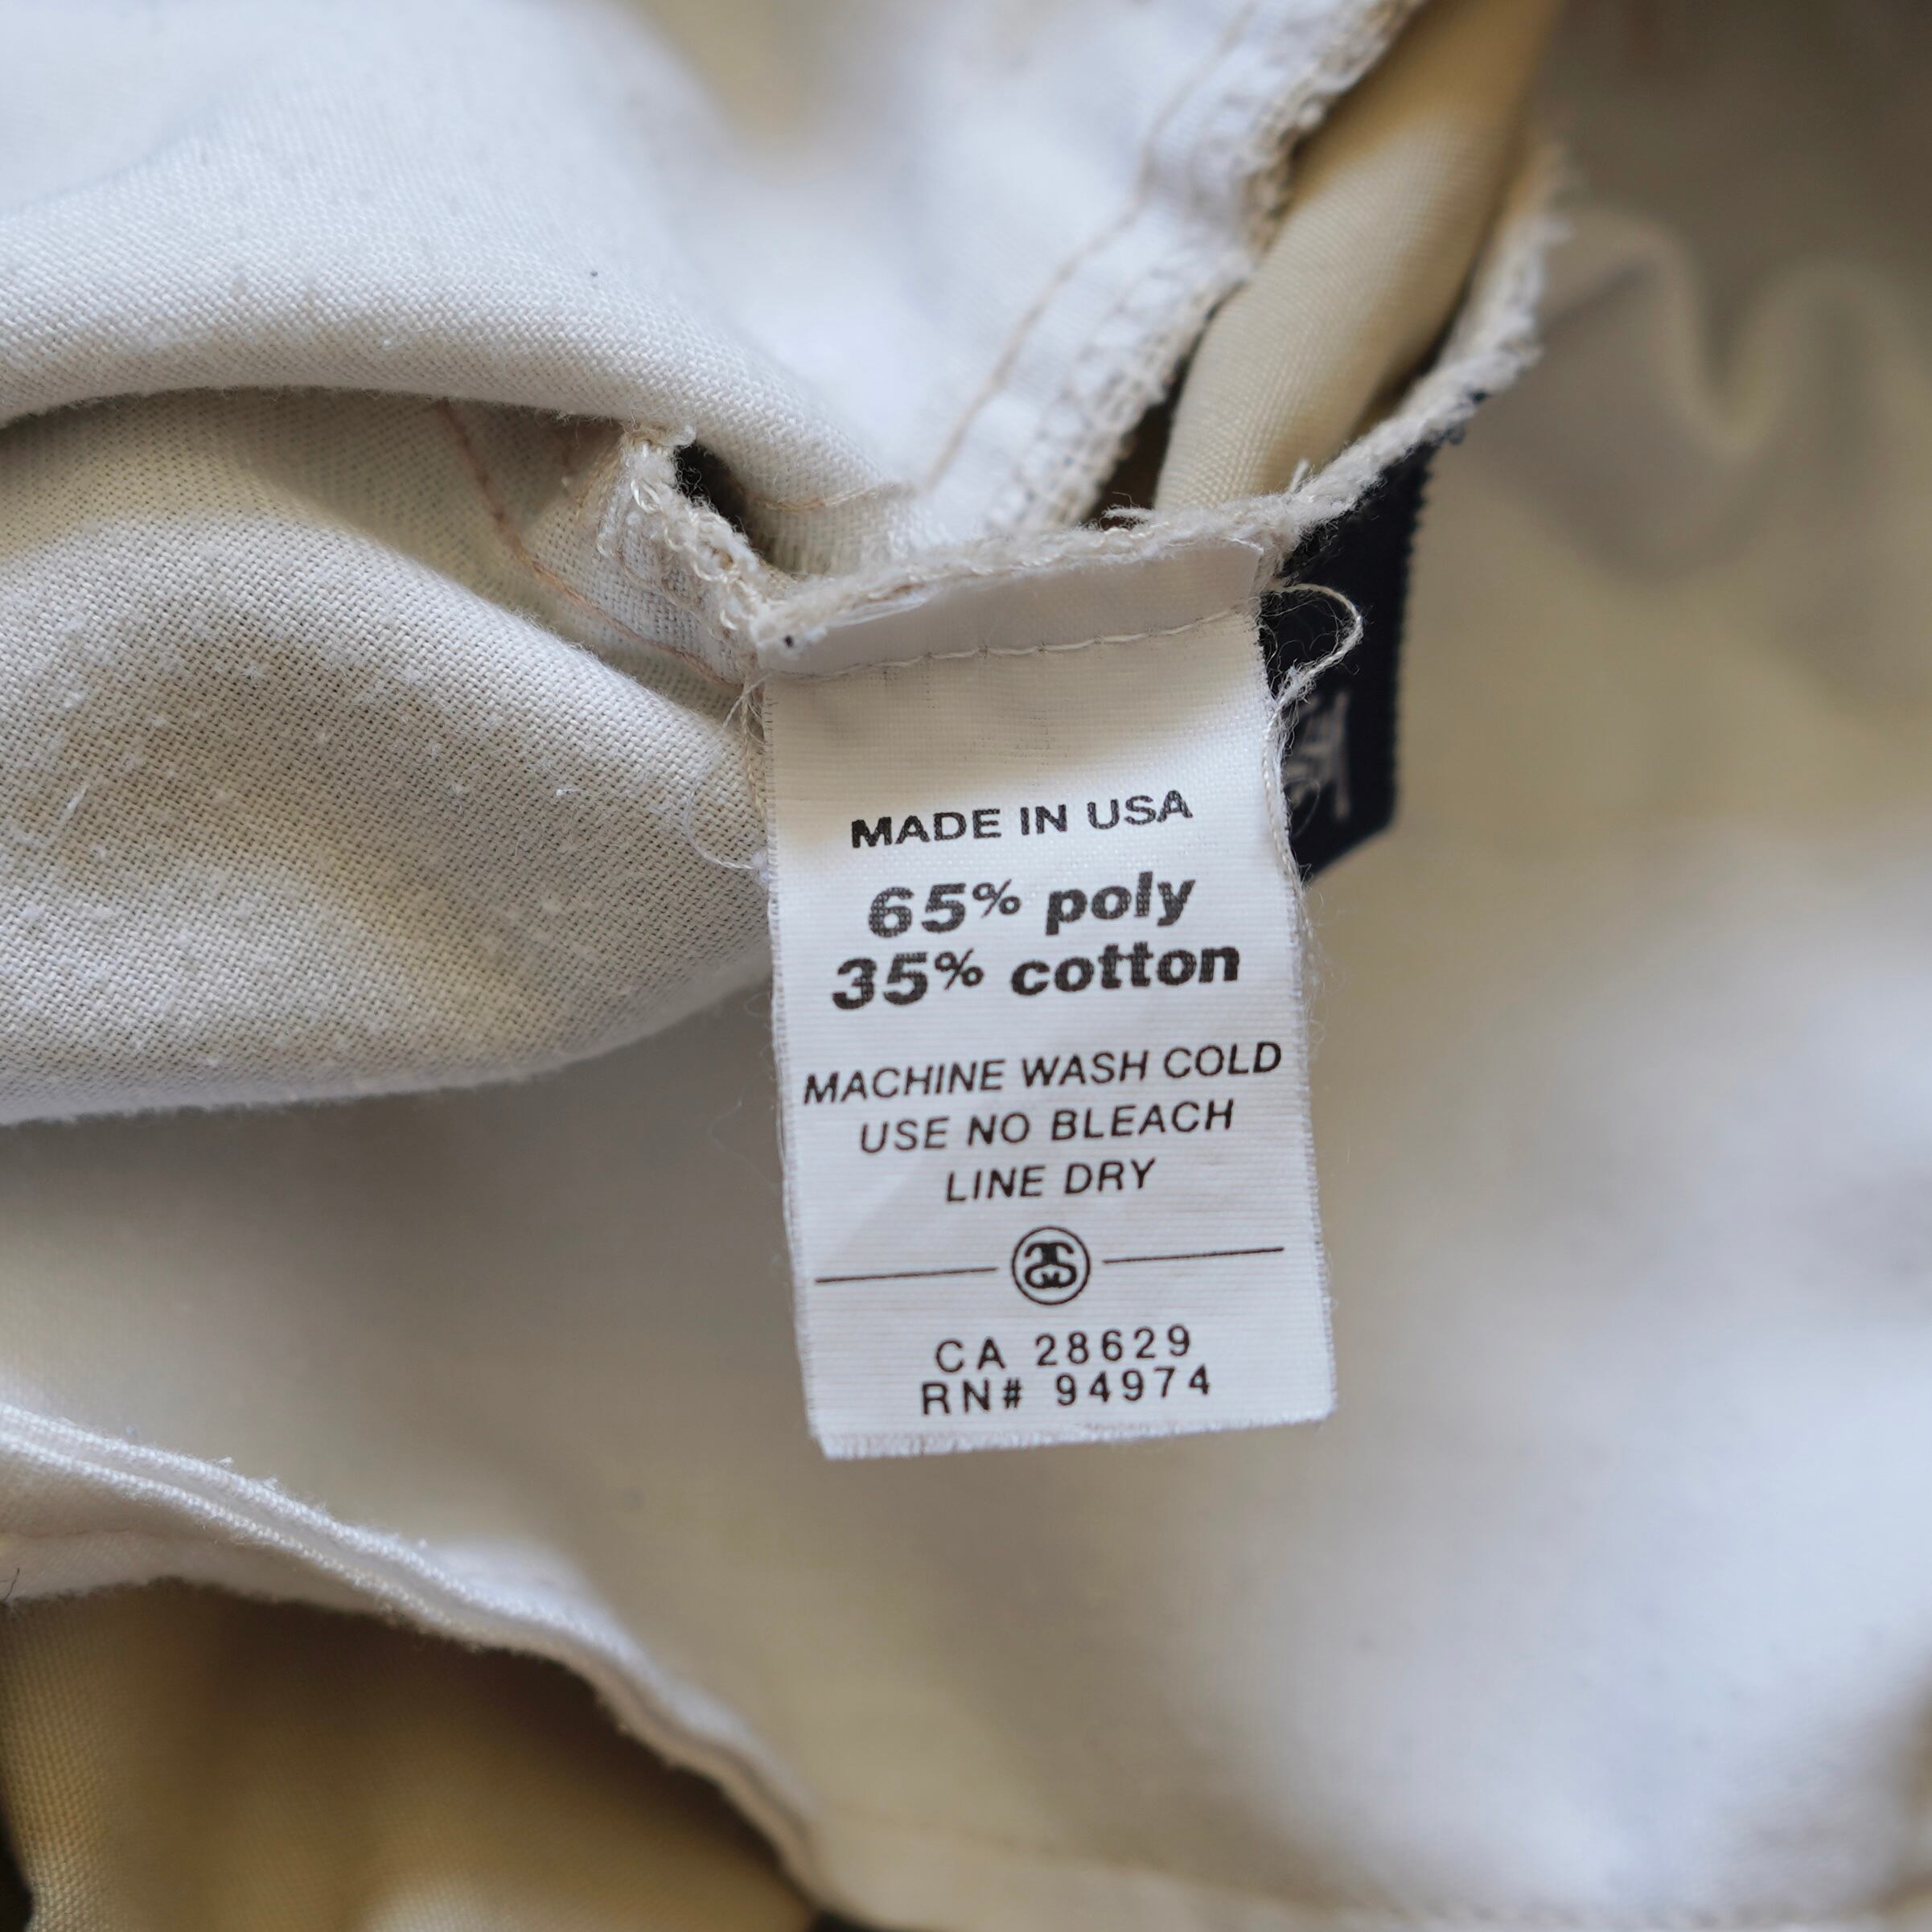 MADE IN USA
65% poly
35% cotton
MACHINE WASH COLD
USE NO BLEACH
LINE DRY
CA 28629
RN# 94974